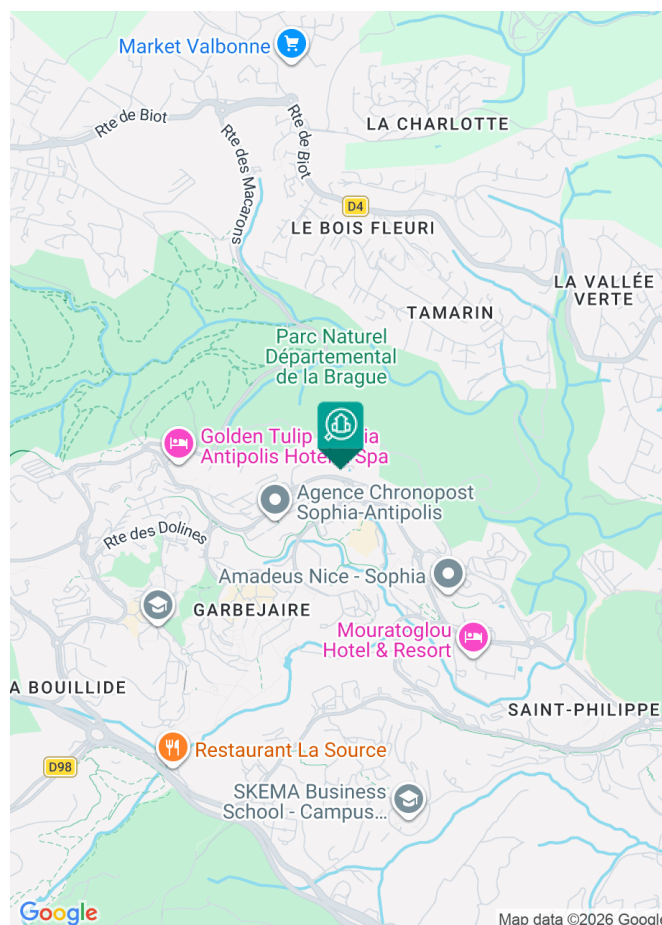 Market Valbonne
Rte de Biot
Rte des Macarons
Rte de Biot
LA CHARLOTTE
D4
LE BOIS FLEURI
LA VALLÉE
VERTE
TAMARIN
Parc Naturel
Départemental
de la Brague
Golden Tulip
Antipolis Hotel Spa
Agence Chronopost
Sophia-Antipolis
Rte des Dolines
Amadeus Nice - Sophia
GARBEJAIRE
Mouratoglou
Hotel & Resort
A BOUILLIDE
SAINT-PHILIPPE
Restaurant La Source
D98
SKEMA Business
School - Campus...
Google
Map data ©2026 Google